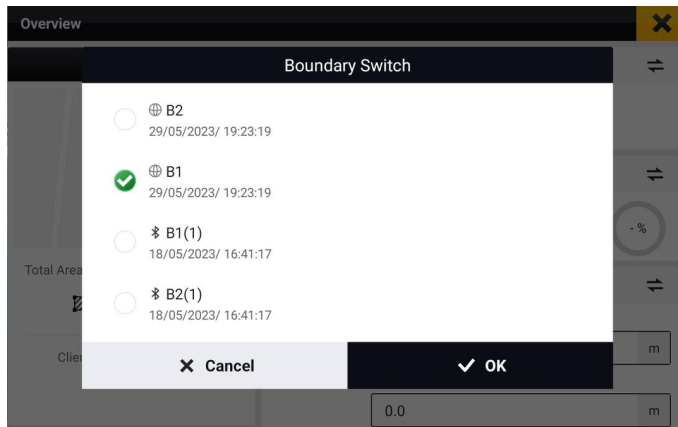 Overview
Boundary Switch
B2
29/05/2023/ 19:23:19
B1
29/05/2023/ 19:23:19
B1(1)
18/05/2023/ 16:41:17
- %
B2(1)
18/05/2023/ 16:41:17
Total Area
Clie
m
Cancel
OK
0.0
m